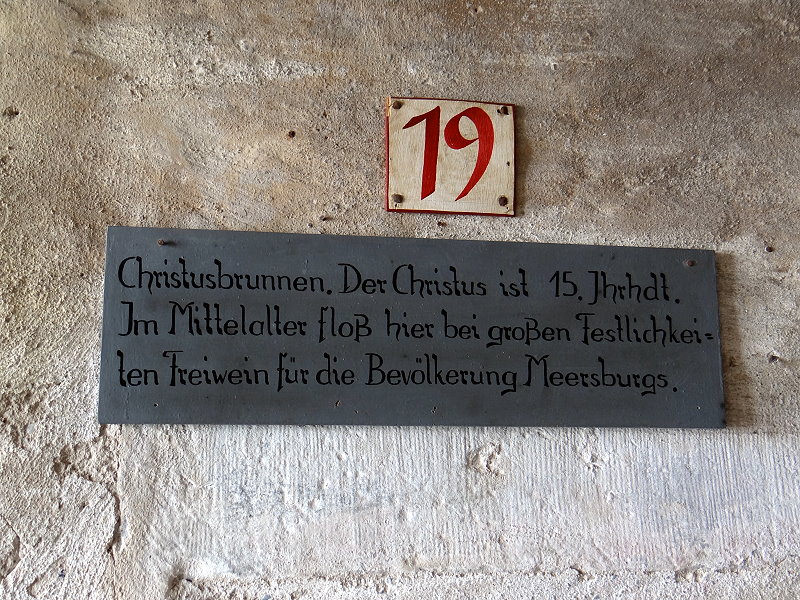 19
Christusbrunnen. Der Christus ist 15. Jhrhdt.
Im Mittelalter floß hier bei großen Festlichkei=
ten Freiwein für die Bevölkerung Meersburgs.